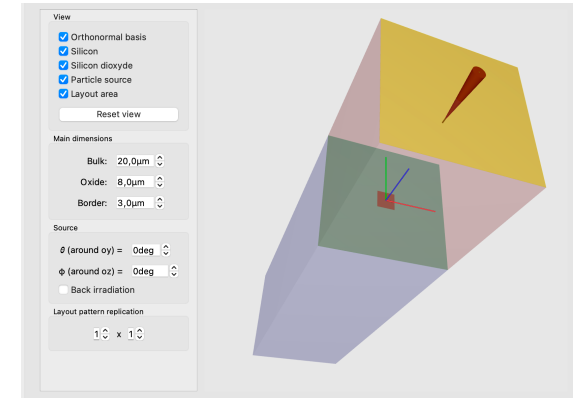 View
Orthonormal basis
Silicon
Silicon dioxyde
Particle source
Layout area
Reset view
Main dimensions
Bulk: 20,0µm
Oxide: 8,0µm
Border: 3,0µm
Source
θ (around oy) = 0deg
φ (around oz) = 0deg
Back irradiation
Layout pattern replication
1 x 1